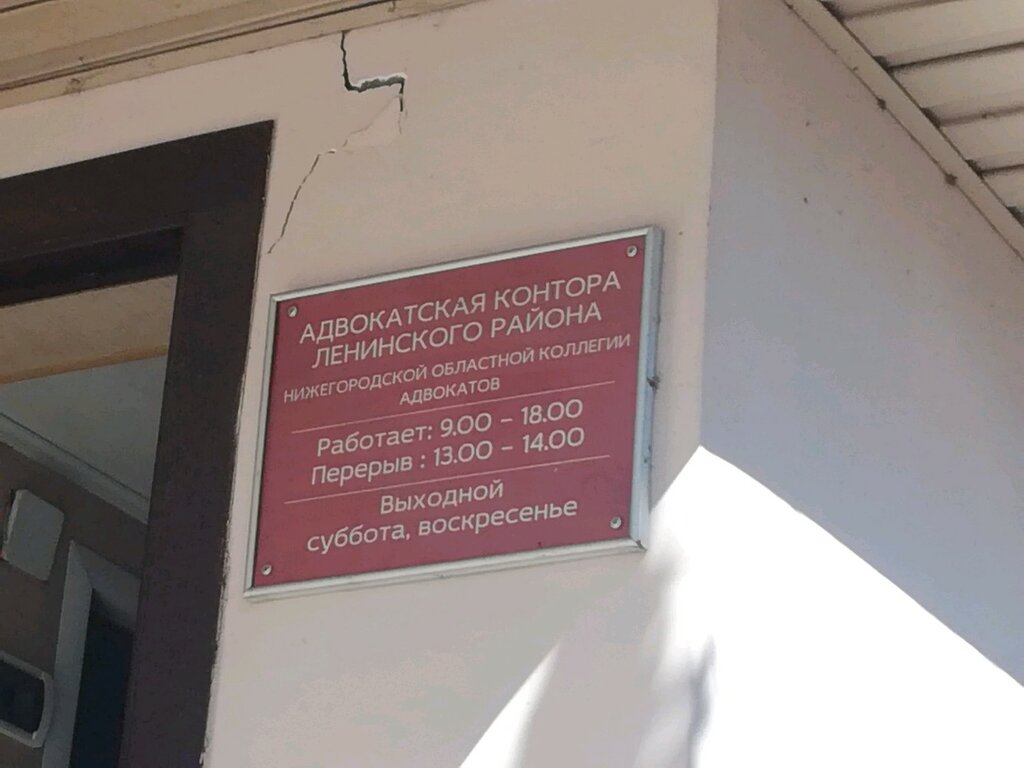 АДВОКАТСКАЯ КОНТОРА
ЛЕНИНСКОГО РАЙОНА
НИЖЕГОРОДСКОЙ ОБЛАСТНОЙ КОЛЛЕГИИ
АДВОКАТОВ
Работает: 9.00 – 18.00
Перерыв : 13.00 – 14.00
Выходной
суббота, воскресенье